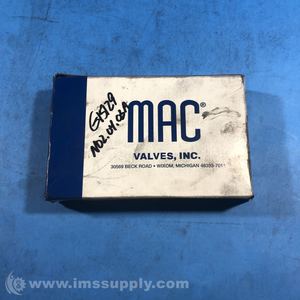 MAC®
VALVES, INC.
30569 BECK ROAD • WIXOM, MICHIGAN 48393-7011
www.imssupply.com